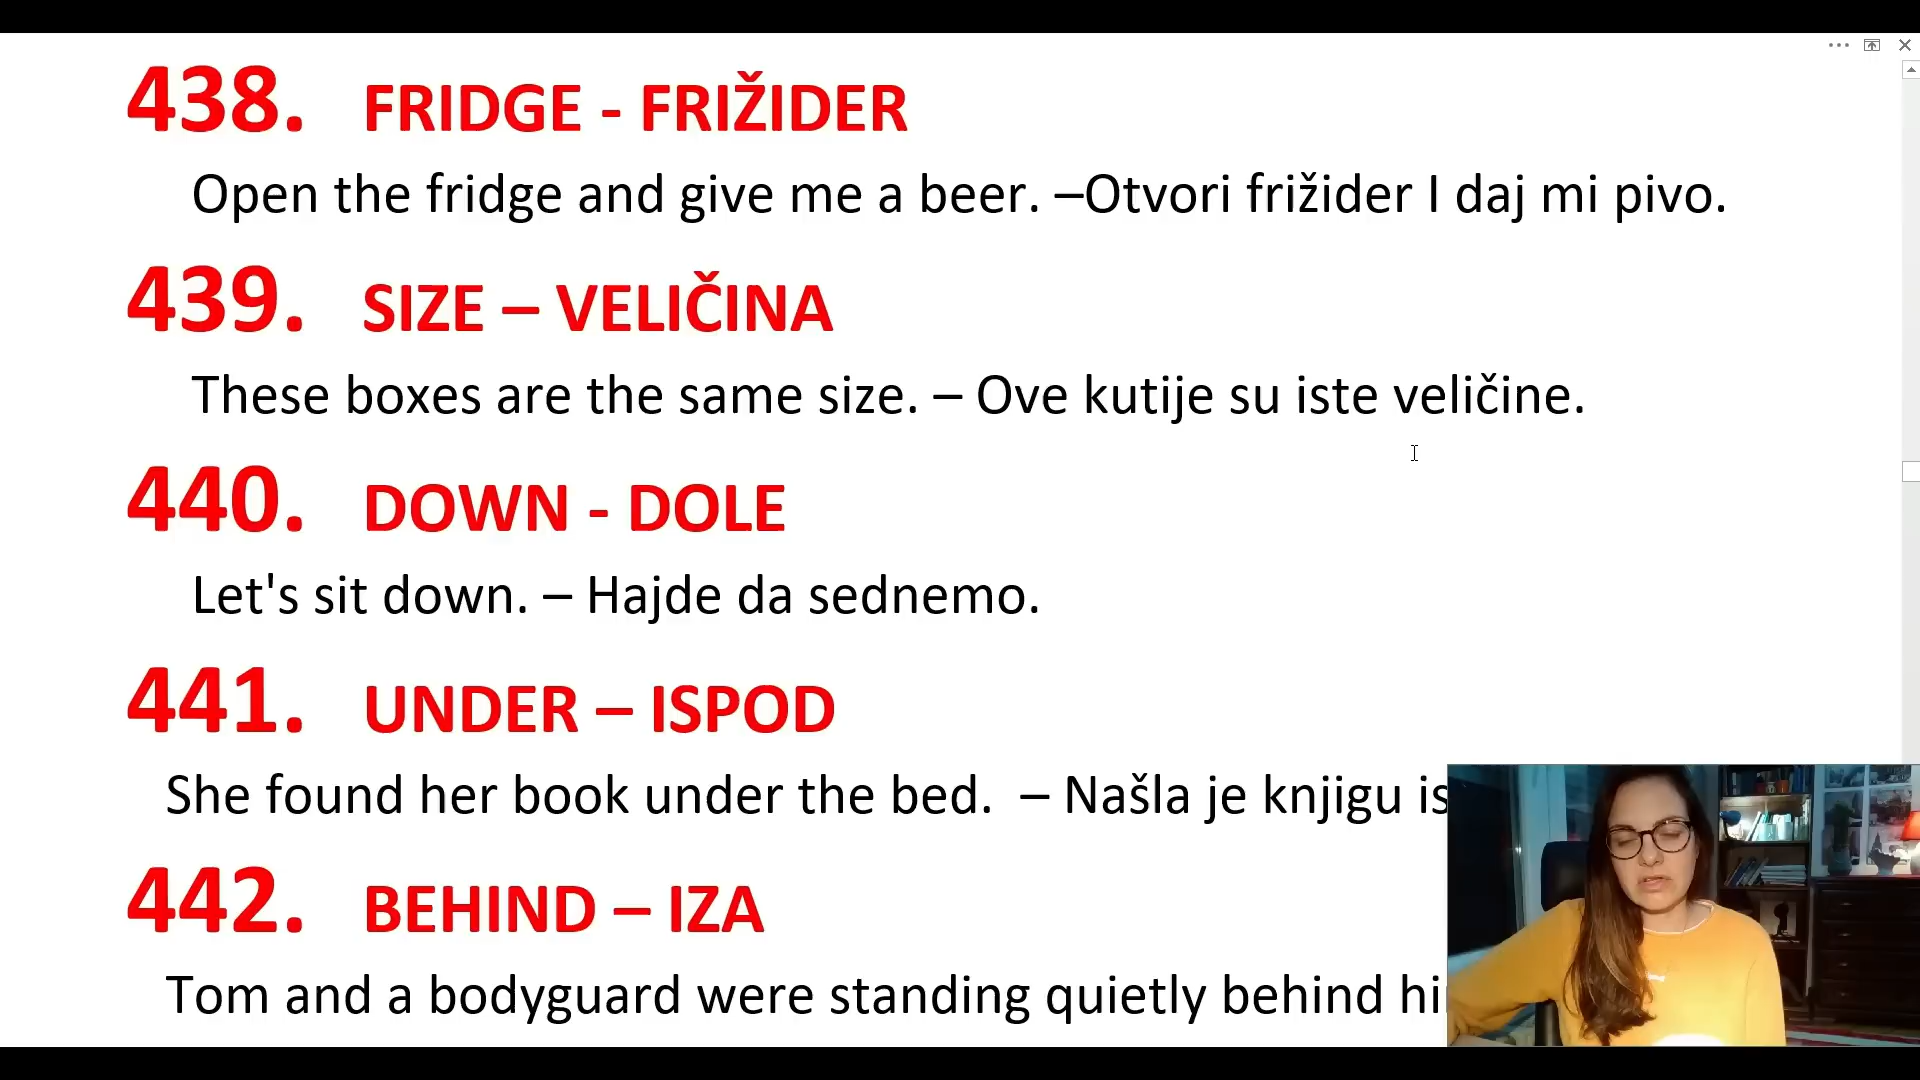 438. FRIDGE - FRIŽIDER
Open the fridge and give me a beer. –Otvori frižider I daj mi pivo.
439. SIZE – VELIČINA
These boxes are the same size. – Ove kutije su iste veličine.
440. DOWN - DOLE
Let's sit down. – Hajde da sednemo.
441. UNDER – ISPOD
She found her book under the bed. – Našla je knjigu
442. BEHIND – IZA
Tom and a bodyguard were standing quietly behind